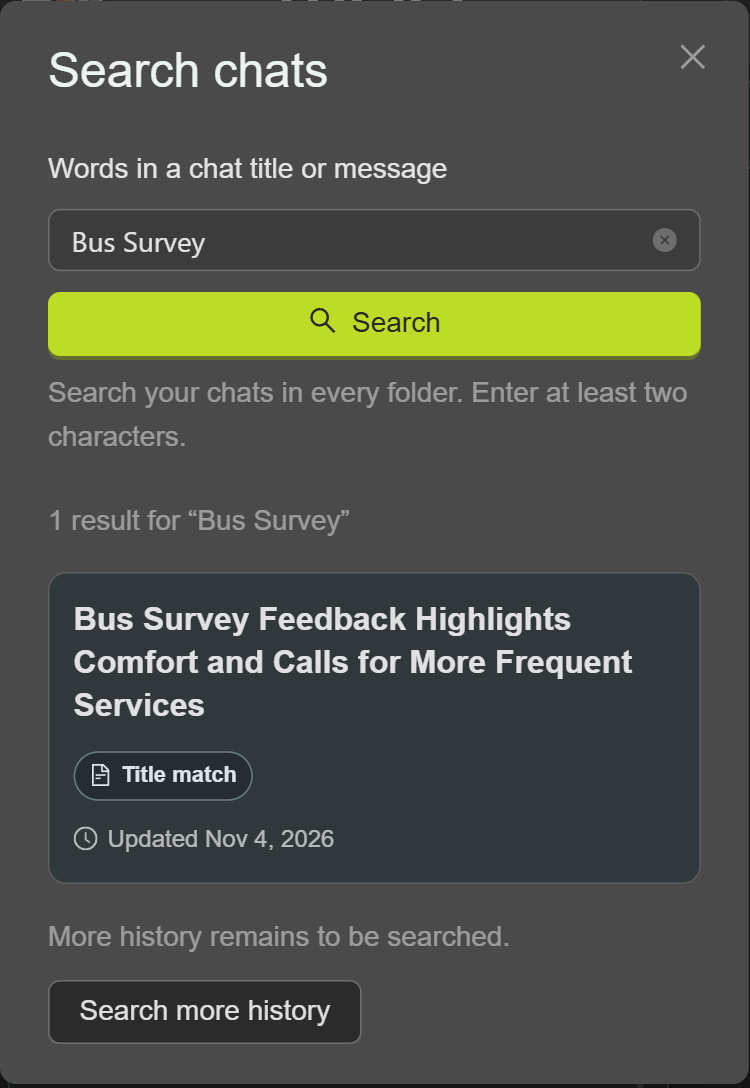 Search chats
Words in a chat title or message
Bus Survey
Search
Search your chats in every folder. Enter at least two
characters.
1 result for “Bus Survey”
Bus Survey Feedback Highlights
Comfort and Calls for More Frequent
Services
Title match
Updated Nov 4, 2026
More history remains to be searched.
Search more history